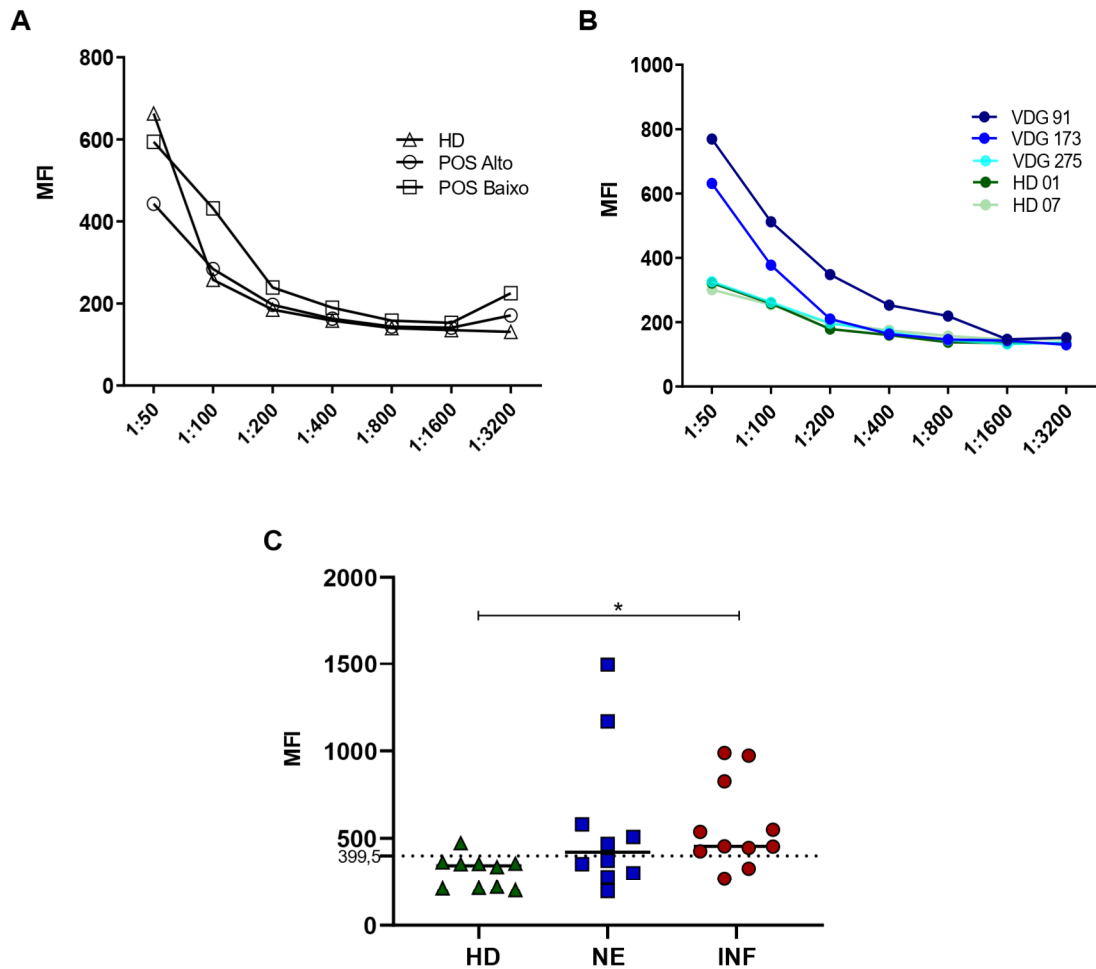 A
MFI
800
600
400
200
0
1:50
1:100
1:200
1:400
1:800
1:1600
1:3200
HD
POS Alto
POS Baixo
B
MFI
1000
800
600
400
200
0
1:50
1:100
1:200
1:400
1:800
1:1600
1:3200
VDG 91
VDG 173
VDG 275
HD 01
HD 07
C
MFI
2000
1500
1000
500
399,5
0
*
HD
NE
INF